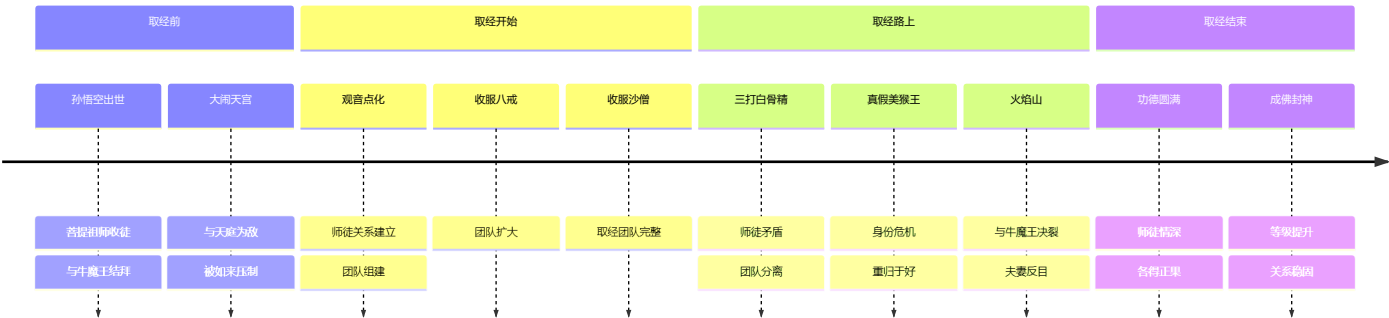 取经前
取经开始
取经路上
取经结束
孙悟空出世
大闹天宫
观音点化
收服八戒
收服沙僧
三打白骨精
真假美猴王
火焰山
功德圆满
成佛封神
菩提祖师收徒
与天庭为敌
师徒关系建立
团队扩大
取经团队完整
师徒矛盾
身份危机
与牛魔王决裂
师徒情深
等级提升
与牛魔王结拜
被如来压制
团队组建
团队分离
重归于好
夫妻反目
各得正果
关系稳固